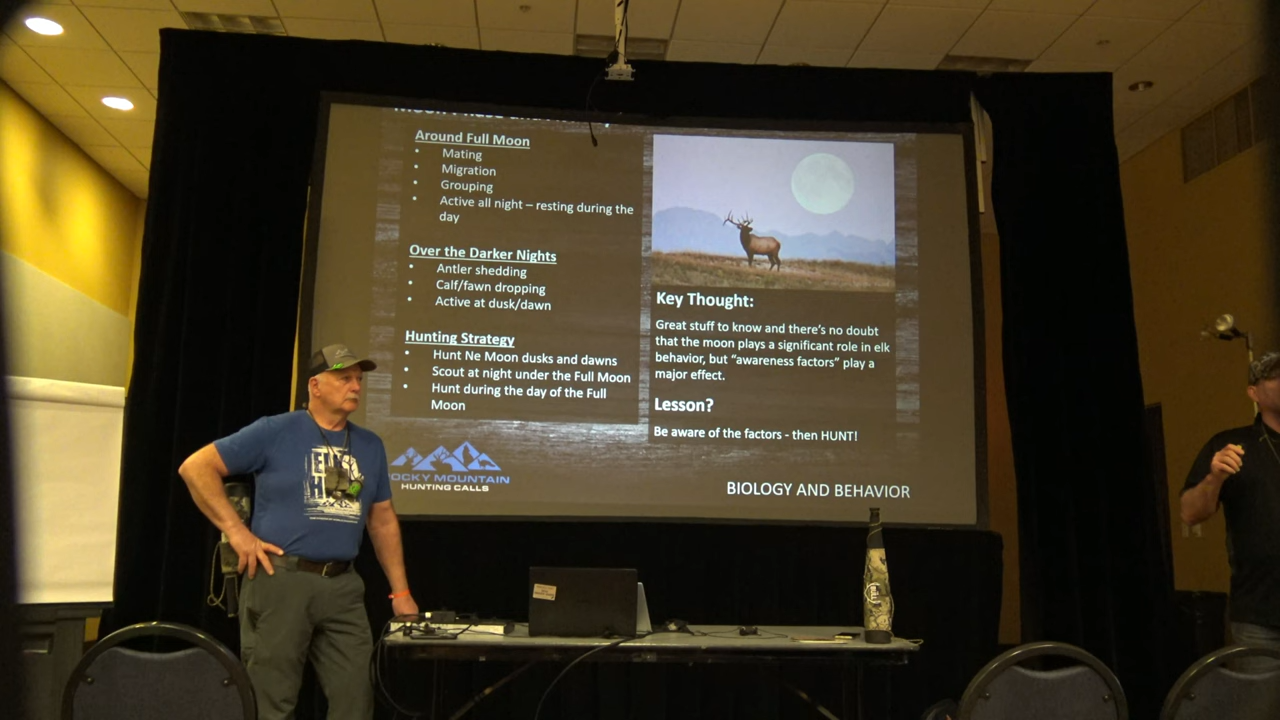 Around Full Moon
• Mating
• Migration
• Grouping
• Active all night – resting during the
day
Over the Darker Nights
• Antler shedding
• Calf/fawn dropping
• Active at dusk/dawn
Hunting Strategy
• Hunt Ne Moon dusks and dawns
• Scout at night under the Full Moon
• Hunt during the day of the Full
Moon
Key Thought:
Great stuff to know and there's no doubt
that the moon plays a significant role in elk
behavior, but "awareness factors" play a
major effect.
Lesson?
Be aware of the factors - then HUNT!
ROCKY MOUNTAIN
HUNTING CALLS
BIOLOGY AND BEHAVIOR